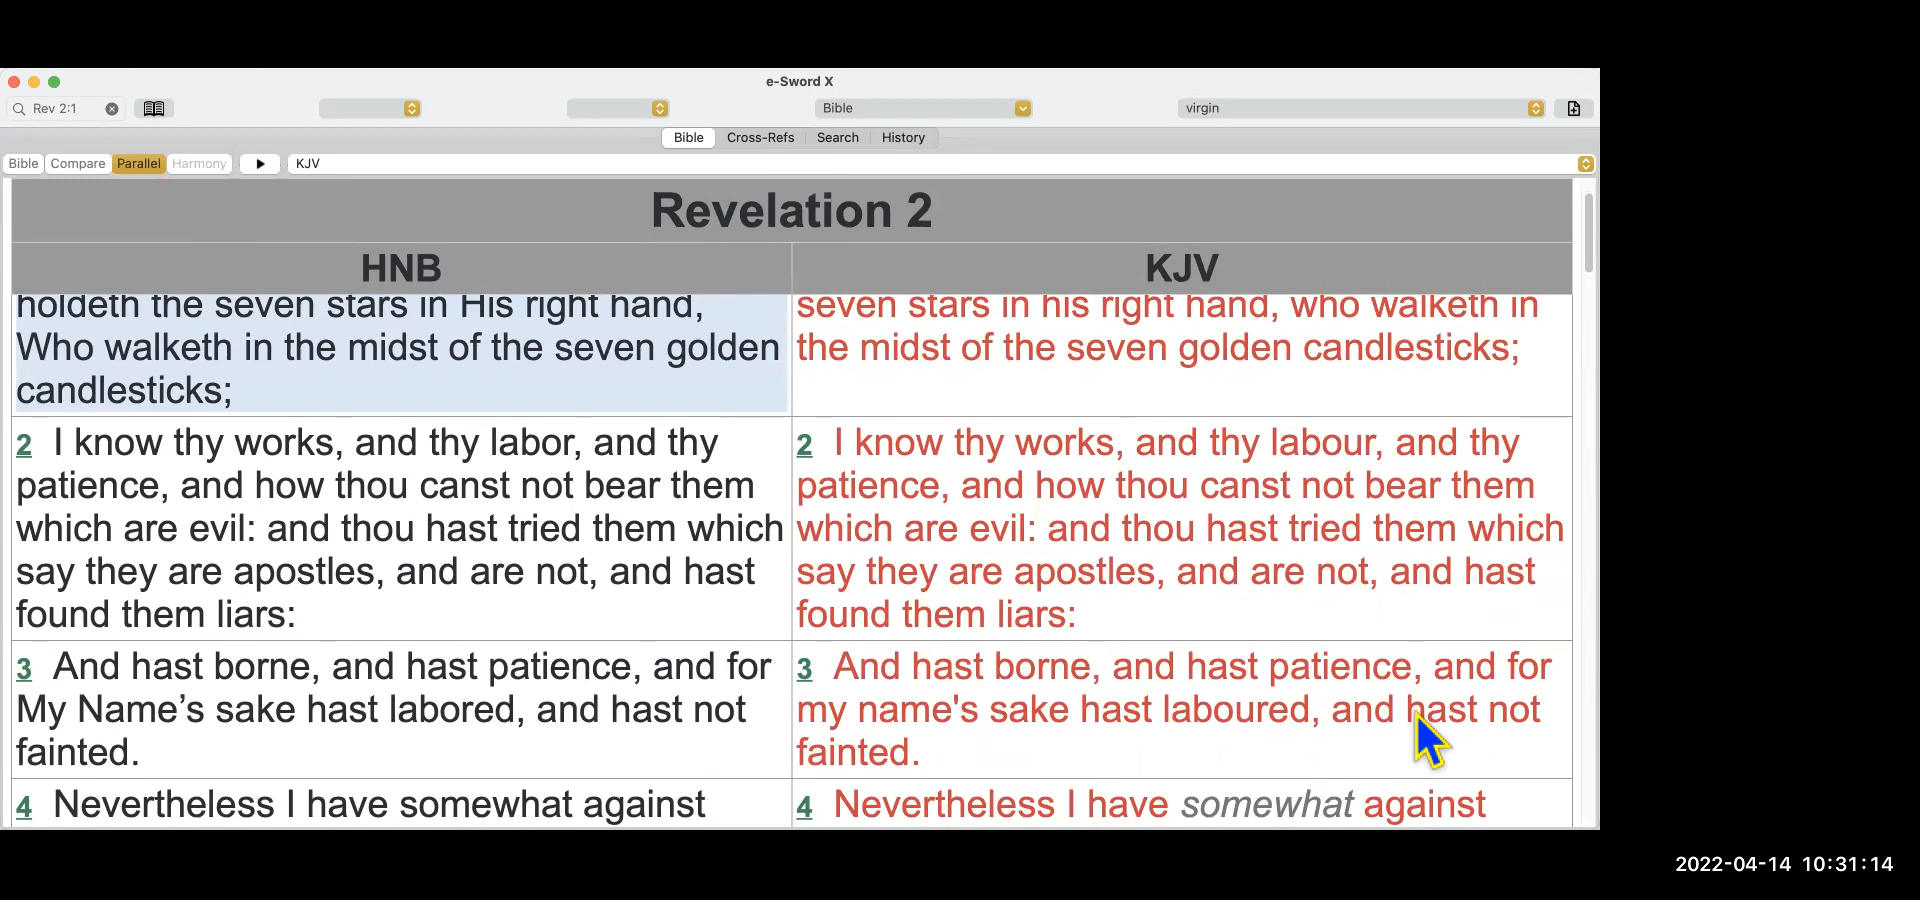 e-Sword X
Rev 2:1
Bible
virgin
Bible Cross-Refs Search History
Bible Compare Parallel Harmony KJV
Revelation 2
HNB KJV
holdeth the seven stars in His right hand,
Who walketh in the midst of the seven golden
candlesticks;
seven stars in his right hand, who walketh in
the midst of the seven golden candlesticks;
2 I know thy works, and thy labor, and thy
patience, and how thou canst not bear them
which are evil: and thou hast tried them which
say they are apostles, and are not, and hast
found them liars:
2 I know thy works, and thy labour, and thy
patience, and how thou canst not bear them
which are evil: and thou hast tried them which
say they are apostles, and are not, and hast
found them liars:
3 And hast borne, and hast patience, and for
My Name’s sake hast labored, and hast not
fainted.
3 And hast borne, and hast patience, and for
my name's sake hast laboured, and hast not
fainted.
4 Nevertheless I have somewhat against
4 Nevertheless I have somewhat against
2022-04-14 10:31:14